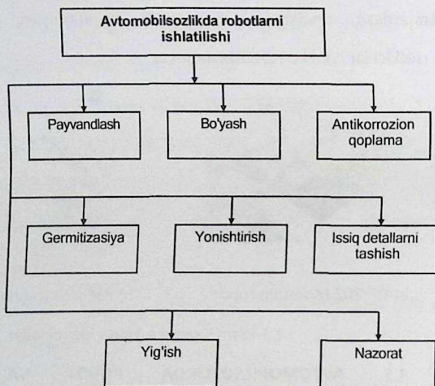 Avtomobilsozlikda robotlarni
ishlatilishi
Payvandlash
Bo'yash
Antikorrozion
qoplama
Germitizasiya
Yonishtirish
Issiq detallarni
tashish
Yig'ish
Nazorat